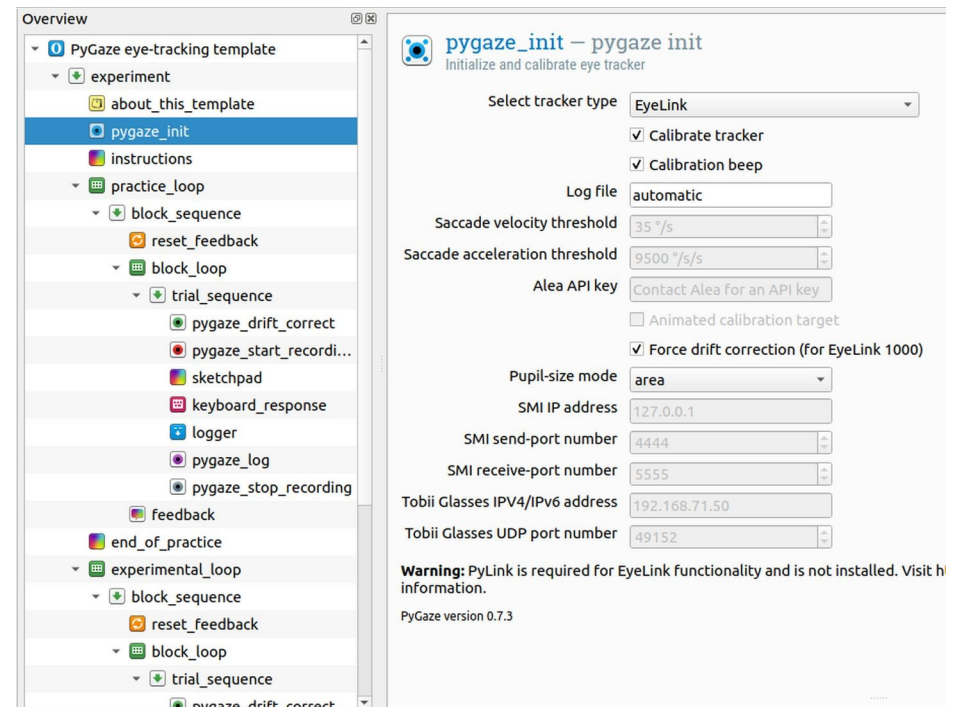 Overview
PyGaze eye-tracking template
experiment
about_this_template
pygaze_init
instructions
practice_loop
block_sequence
reset_feedback
block_loop
trial_sequence
pygaze_drift_correct
pygaze_start_recordi...
sketchpad
keyboard_response
logger
pygaze_log
pygaze_stop_recording
feedback
end_of_practice
experimental_loop
block_sequence
reset_feedback
block_loop
trial_sequence
pygaze_drift_correct
pygaze_init — pygaze init
Initialize and calibrate eye tracker
Select tracker type EyeLink
Calibrate tracker
Calibration beep
Log file automatic
Saccade velocity threshold 35 °/s
Saccade acceleration threshold 9500 °/s/s
Alea API key Contact Alea for an API key
Animated calibration target
Force drift correction (for EyeLink 1000)
Pupil-size mode area
SMI IP address 127.0.0.1
SMI send-port number 4444
SMI receive-port number 5555
Tobii Glasses IPV4/IPv6 address 192.168.71.50
Tobii Glasses UDP port number 49152
Warning: PyLink is required for EyeLink functionality and is not installed. Visit
information.
PyGaze version 0.7.3